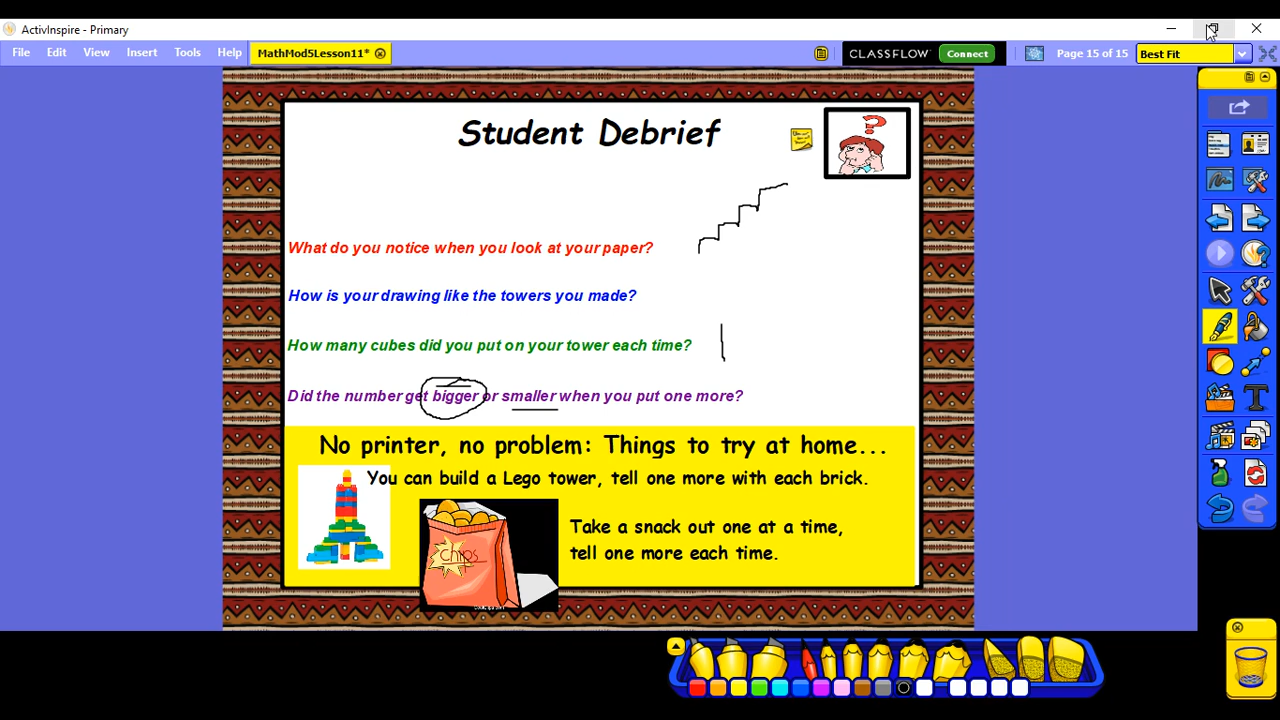 ActivInspire - Primary
File Edit View Insert Tools Help MathMod5Lesson11* CLASSFLOW Connect Page 15 of 15 Best Fit
Student Debrief
What do you notice when you look at your paper?
How is your drawing like the towers you made?
How many cubes did you put on your tower each time?
Did the number get bigger or smaller when you put one more?
No printer, no problem: Things to try at home...
You can build a Lego tower, tell one more with each brick.
Chips
Take a snack out one at a time,
tell one more each time.